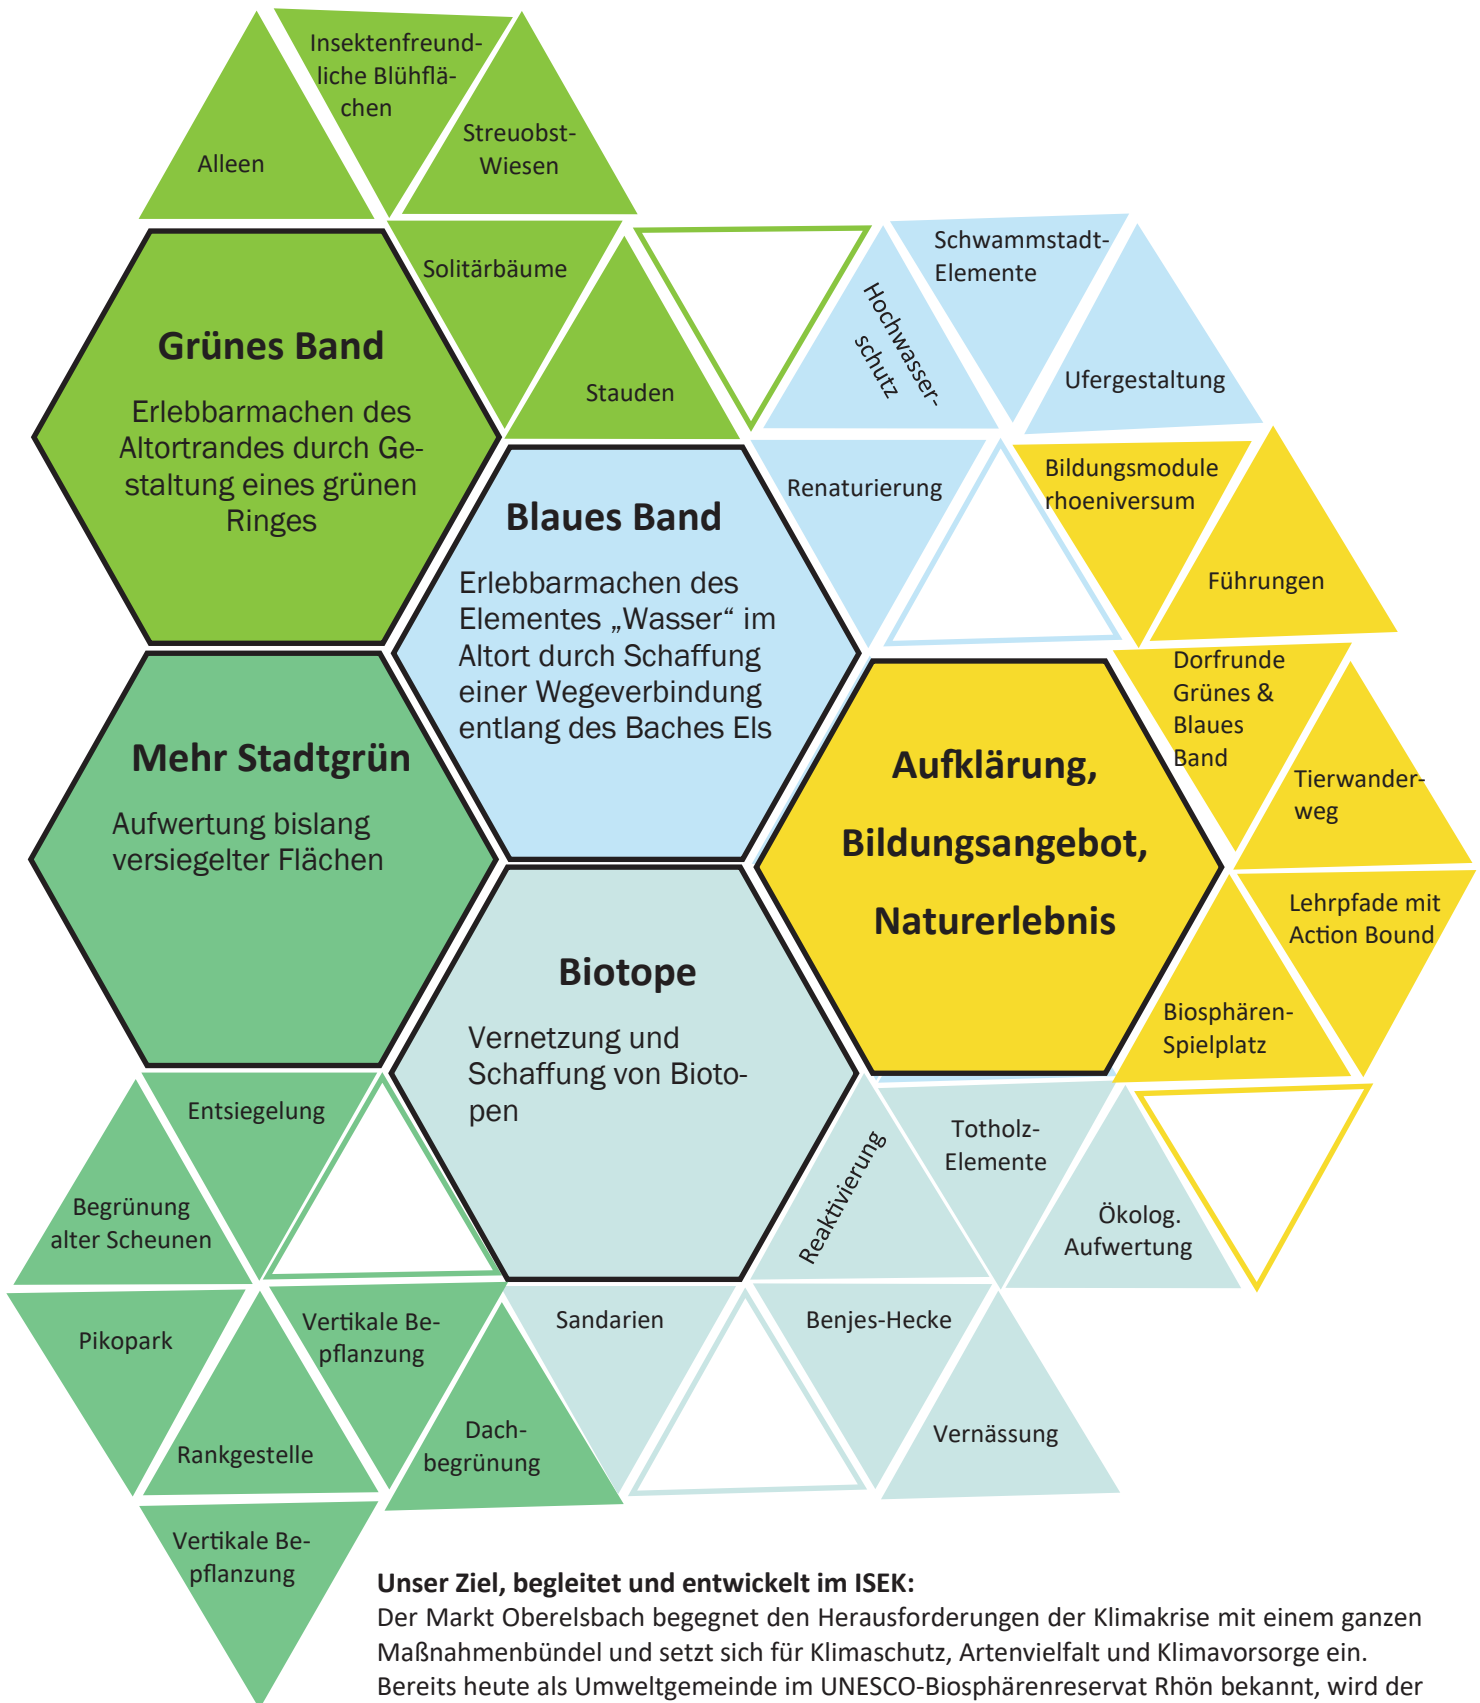 Insektenfreund-
liche Blühflä-
chen
Alleen
Streuobst-
Wiesen
Solitärbäume
Stauden
Grünes Band
Erlebbarmachen des
Altortrandes durch Ge-
staltung eines grünen
Ringes
Schwammstadt-
Elemente
Hochwasser-
schutz
Ufergestaltung
Renaturierung
Blaues Band
Erlebbarmachen des
Elementes „Wasser“ im
Altort durch Schaffung
einer Wegeverbindung
entlang des Baches Els
Bildungsmodule
rhoeniversum
Führungen
Dorfrunde
Grünes &
Blaues
Band
Tierwander-
weg
Lehrpfade mit
Action Bound
Biosphären-
Spielplatz
Aufklärung,
Bildungsangebot,
Naturerlebnis
Mehr Stadtgrün
Aufwertung bislang
versiegelter Flächen
Biotope
Vernetzung und
Schaffung von Bioto-
pen
Entsiegelung
Begrünung
alter Scheunen
Pikopark
Vertikale Be-
pflanzung
Rankgestelle
Dach-
begrünung
Vertikale Be-
pflanzung
Reaktivierung
Totholz-
Elemente
Ökolog.
Aufwertung
Sandarien
Benjes-Hecke
Vernässung
Unser Ziel, begleitet und entwickelt im ISEK:
Der Markt Oberelsbach begegnet den Herausforderungen der Klimakrise mit einem ganzen
Maßnahmenbündel und setzt sich für Klimaschutz, Artenvielfalt und Klimavorsorge ein.
Bereits heute als Umweltgemeinde im UNESCO-Biosphärenreservat Rhön bekannt, wird der